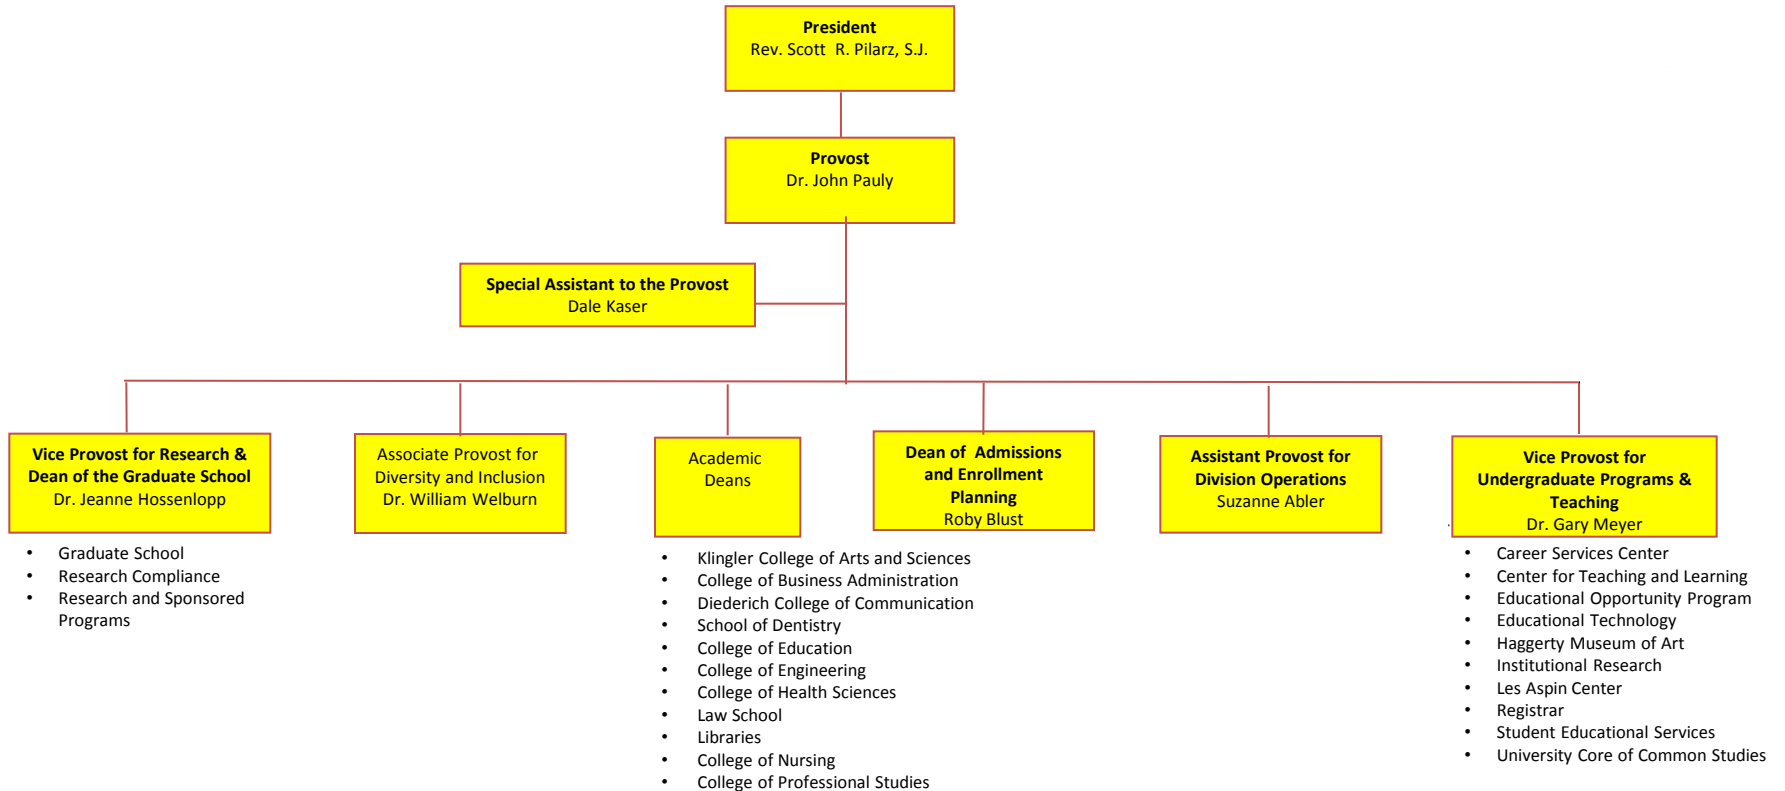 President
Rev. Scott R. Pilarz, S.J.
Provost
Dr. John Pauly
Special Assistant to the Provost
Dale Kaser
Vice Provost for Research &
Dean of the Graduate School
Dr. Jeanne Hossenlopp
• Graduate School
• Research Compliance
• Research and Sponsored
Programs
Associate Provost for
Diversity and Inclusion
Dr. William Welburn
Academic
Deans
• Klingler College of Arts and Sciences
• College of Business Administration
• Diederich College of Communication
• School of Dentistry
• College of Education
• College of Engineering
• College of Health Sciences
• Law School
• Libraries
• College of Nursing
• College of Professional Studies
Dean of Admissions
and Enrollment
Planning
Roby Blust
Assistant Provost for
Division Operations
Suzanne Abler
Vice Provost for
Undergraduate Programs &
Teaching
Dr. Gary Meyer
• Career Services Center
• Center for Teaching and Learning
• Educational Opportunity Program
• Educational Technology
• Haggerty Museum of Art
• Institutional Research
• Les Aspin Center
• Registrar
• Student Educational Services
• University Core of Common Studies